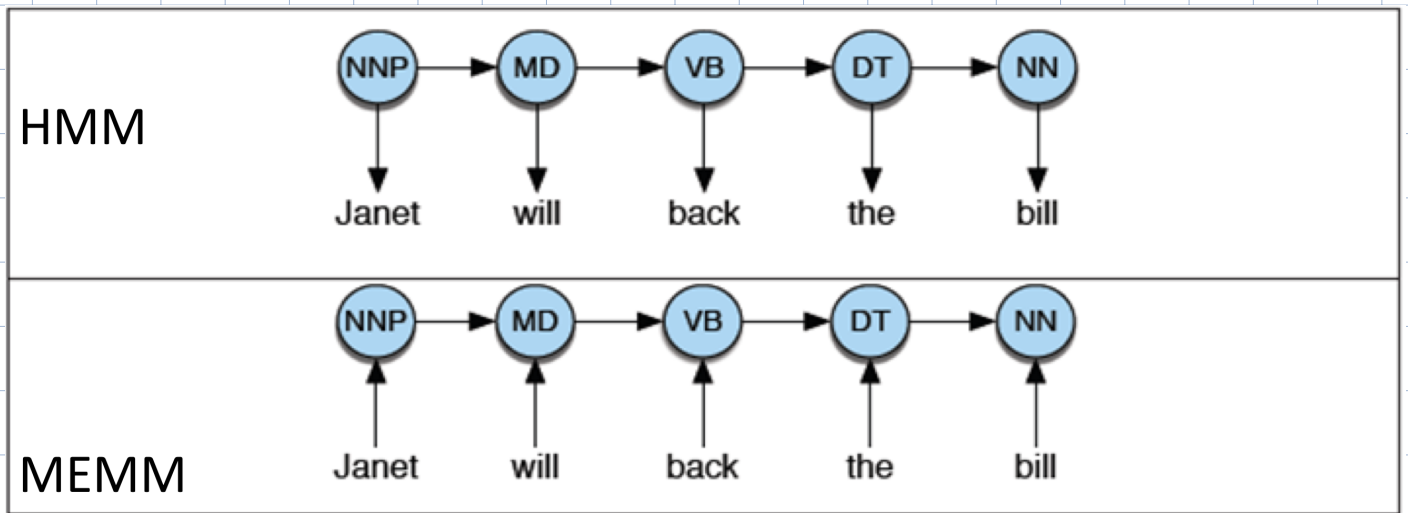 NNP MD VB DT NN
HMM
Janet will back the bill
NNP MD VB DT NN
Janet will back the bill
MEMM